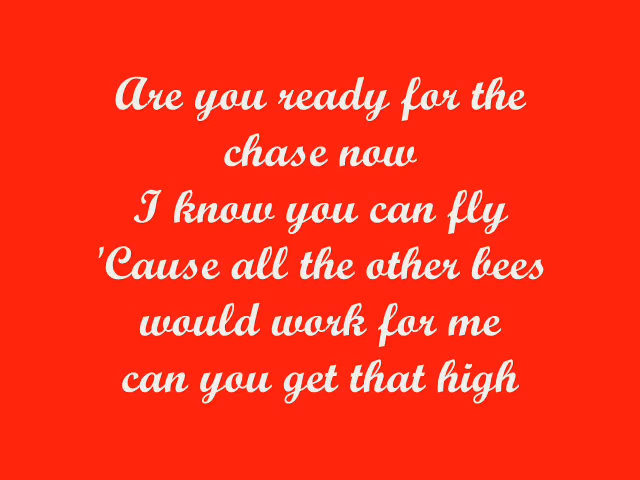 Are you ready for the
chase now
I know you can fly
'Cause all the other bees
would work for me
can you get that high